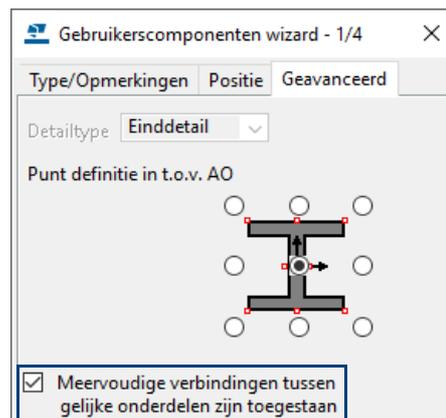 Gebruikerscomponenten wizard - 1/4
Type/Opmerkingen Positie Geavanceerd
Detailtype Einddetail
Punt definitie in t.o.v. AO
Meervoudige verbindingen tussen
gelijke onderdelen zijn toegestaan